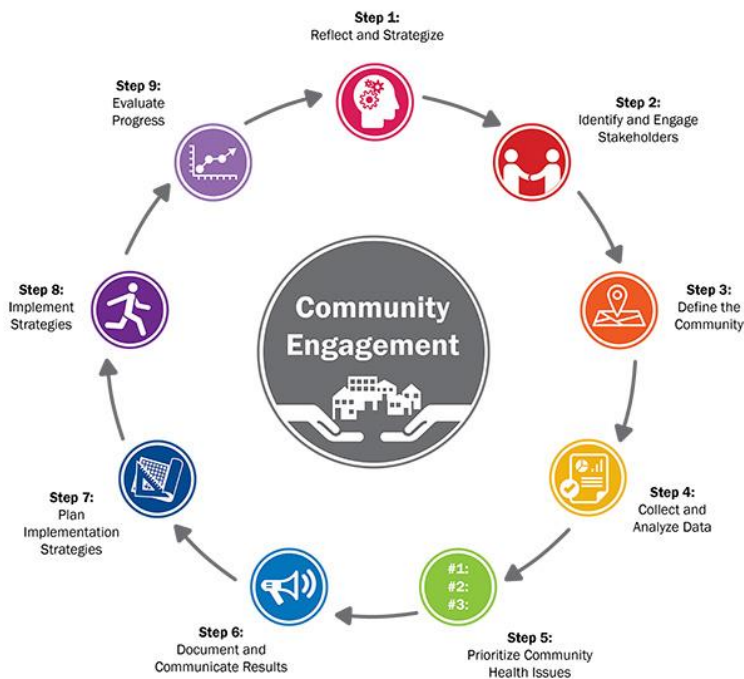 Step 1:
Reflect and Strategize
Step 2:
Identify and Engage
Stakeholders
Step 3:
Define the
Community
Step 4:
Collect and
Analyze Data
#1:
#2:
#3:
Step 5:
Prioritize Community
Health Issues
Step 6:
Document and
Communicate Results
Step 7:
Plan
Implementation
Strategies
Step 8:
Implement
Strategies
Step 9:
Evaluate
Progress
Community
Engagement